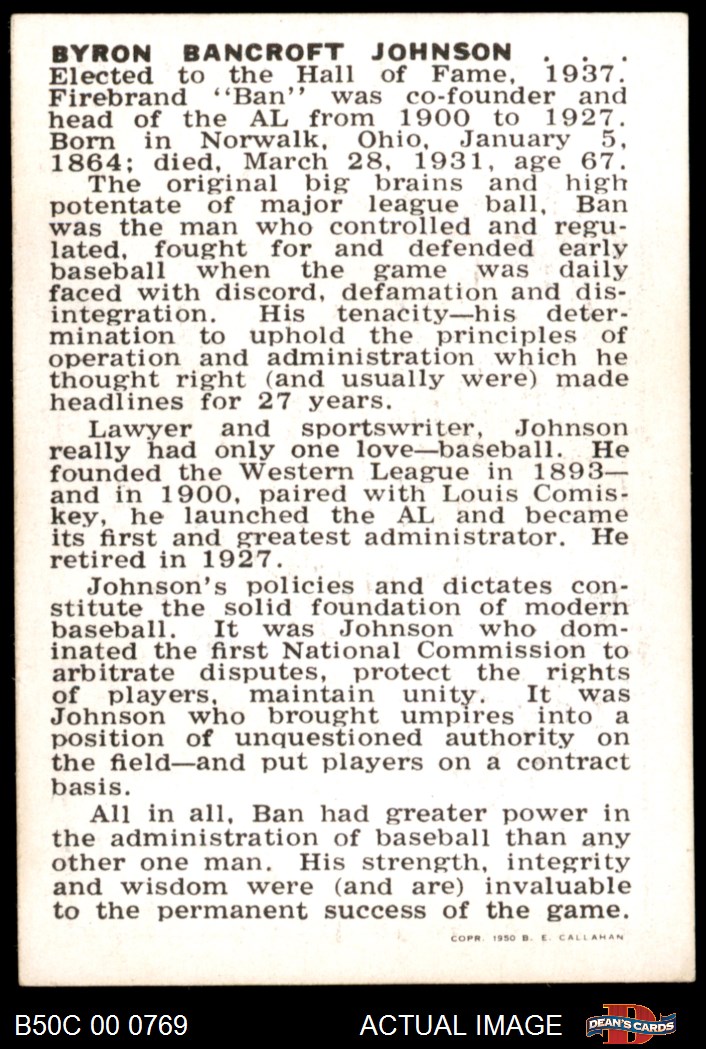 BYRON BANCROFT JOHNSON . . .
Elected to the Hall of Fame, 1937.
Firebrand "Ban" was co-founder and
head of the AL from 1900 to 1927.
Born in Norwalk, Ohio, January 5,
1864; died, March 28, 1931, age 67.
The original big brains and high
potentate of major league ball, Ban
was the man who controlled and regu-
lated, fought for and defended early
baseball when the game was daily
faced with discord, defamation and dis-
integration. His tenacity—his deter-
mination to uphold the principles of
operation and administration which he
thought right (and usually were) made
headlines for 27 years.
Lawyer and sportswriter, Johnson
really had only one love—baseball. He
founded the Western League in 1893—
and in 1900, paired with Louis Comis-
key, he launched the AL and became
its first and greatest administrator. He
retired in 1927.
Johnson's policies and dictates con-
stitute the solid foundation of modern
baseball. It was Johnson who dom-
inated the first National Commission to
arbitrate disputes, protect the rights
of players, maintain unity. It was
Johnson who brought umpires into a
position of unquestioned authority on
the field—and put players on a contract
basis.
All in all, Ban had greater power in
the administration of baseball than any
other one man. His strength, integrity
and wisdom were (and are) invaluable
to the permanent success of the game.
COPR. 1950 B. E. CALLAHAN
B50C 00 0769 ACTUAL IMAGE DEAN'S CARDS